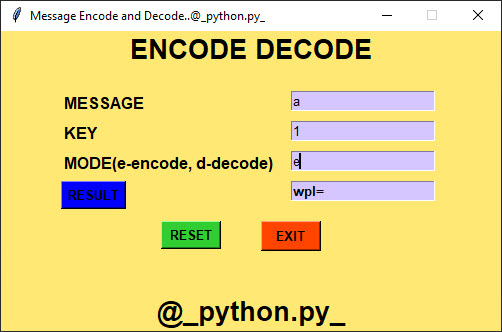 Message Encode and Decode..@_python.py_
ENCODE DECODE
MESSAGE a
KEY 1
MODE(e-encode, d-decode) e
RESULT wpI=
RESET EXIT
@_python.py_